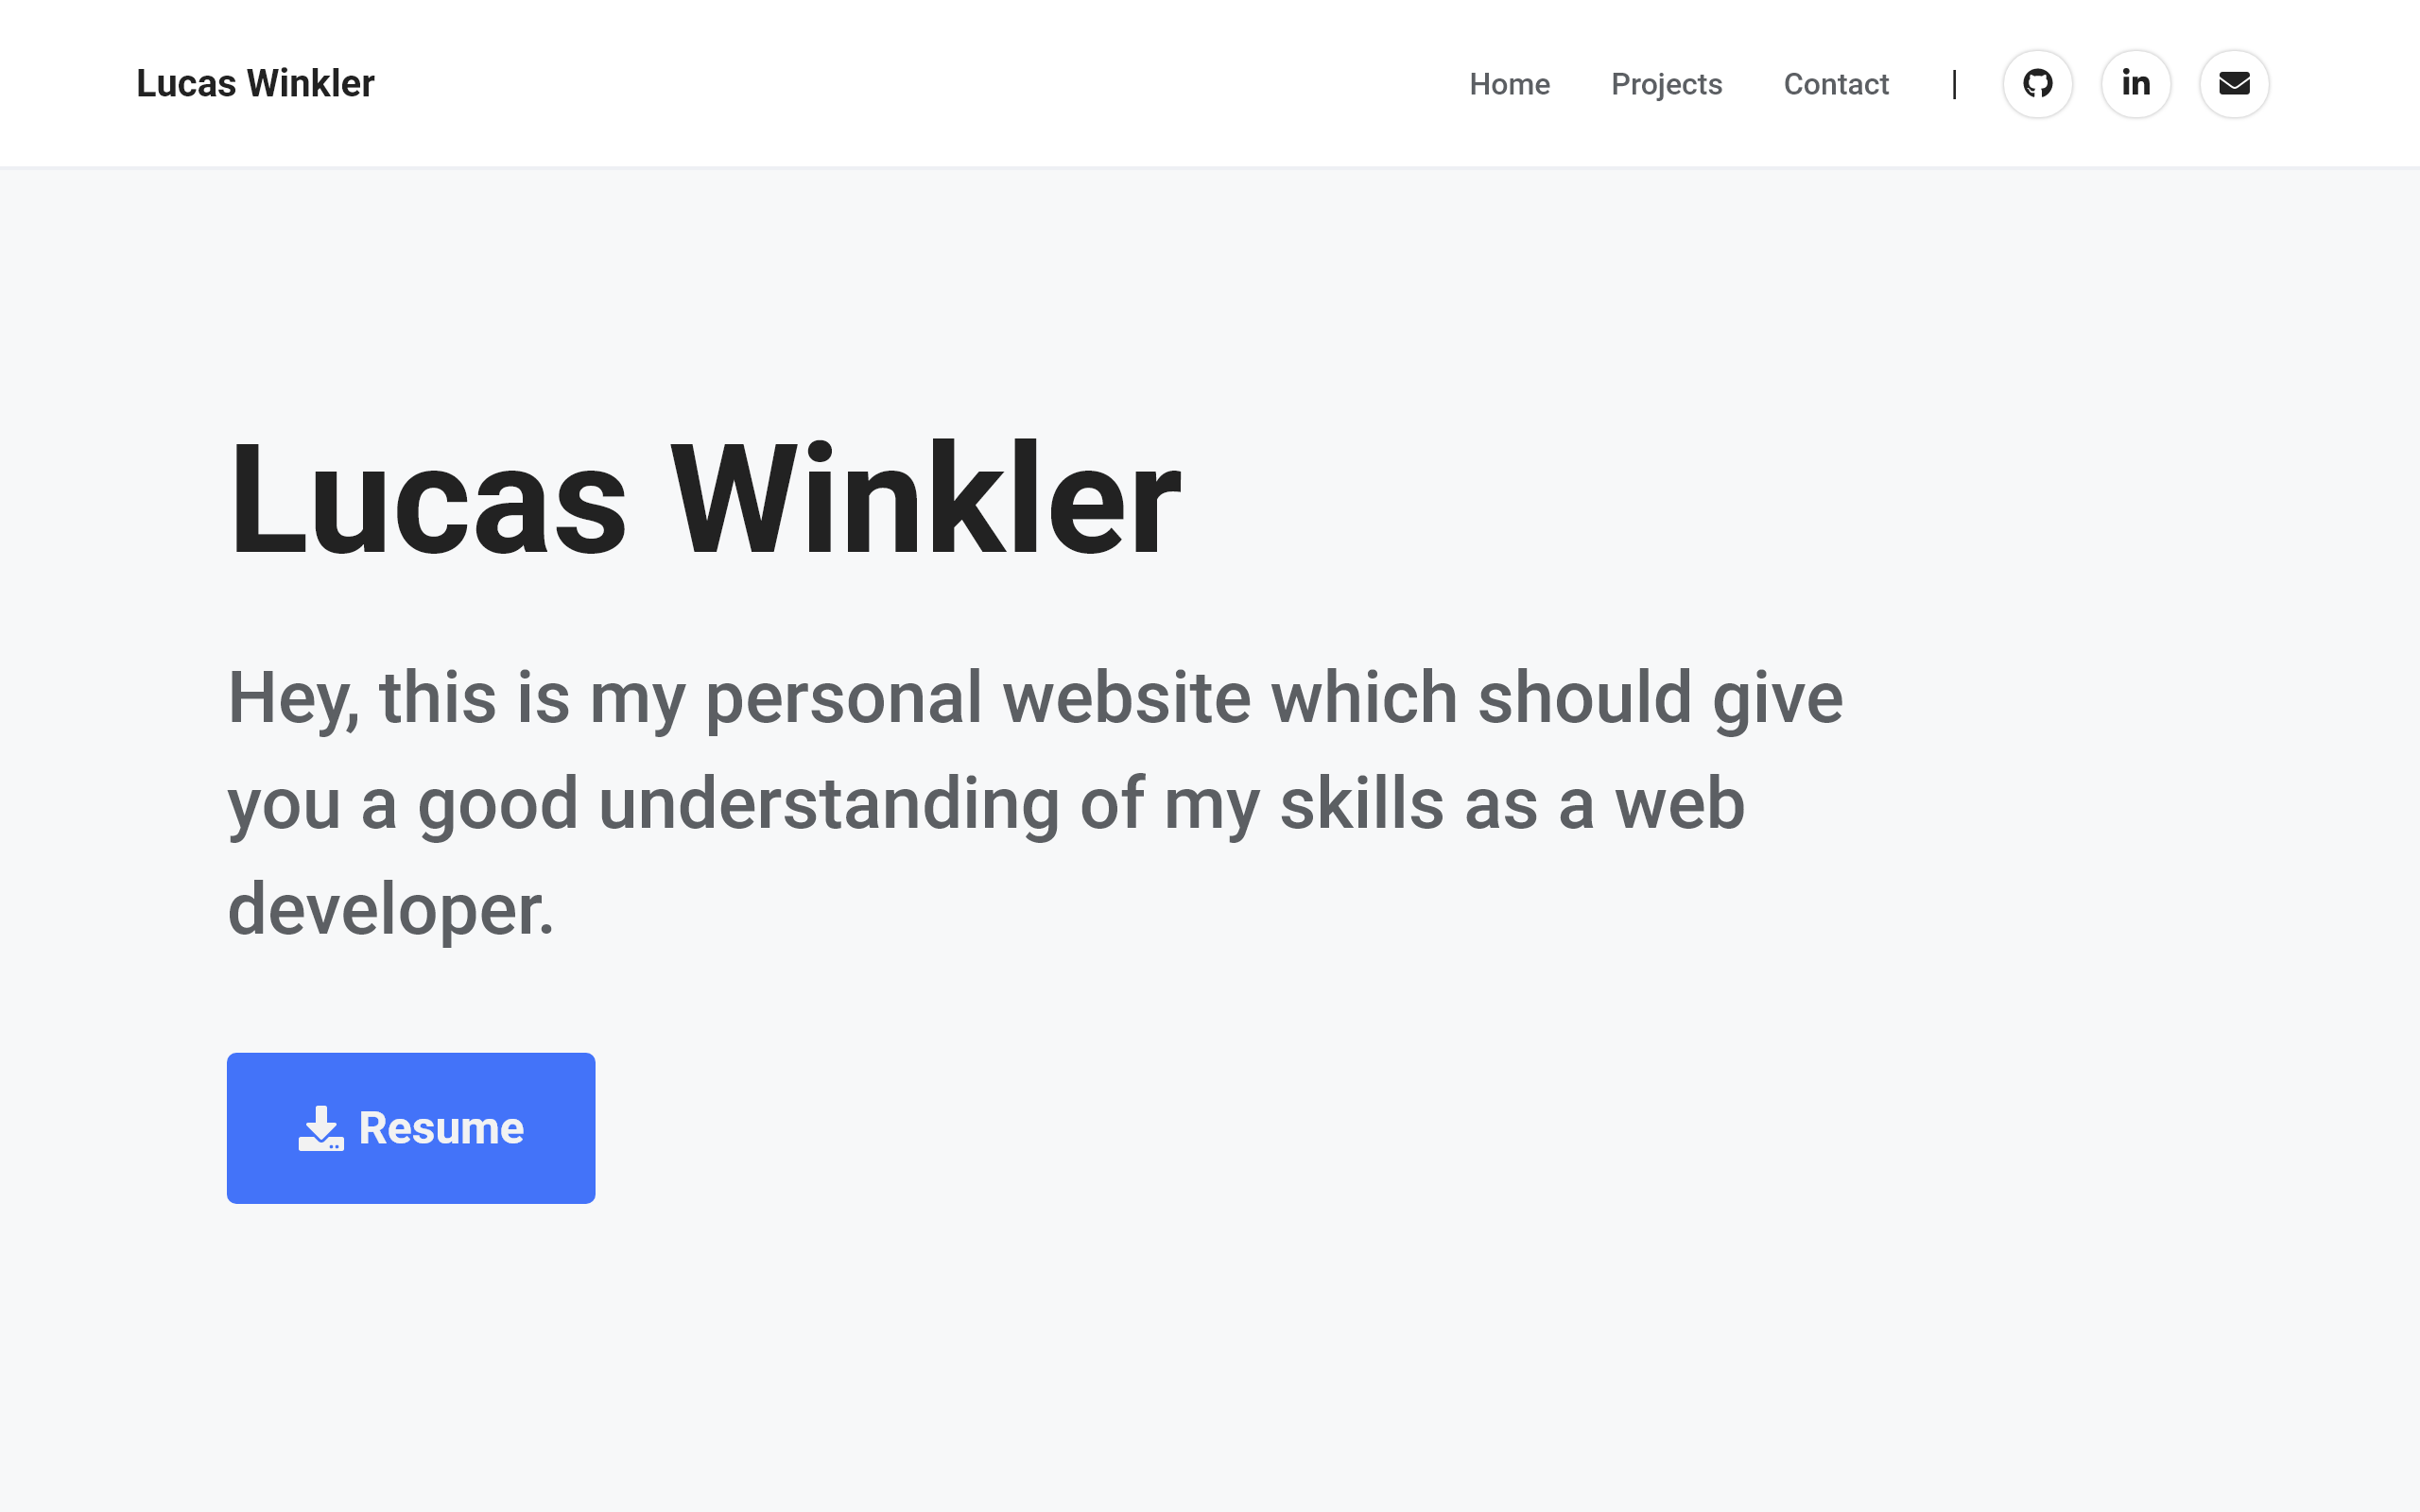 Lucas Winkler
Home Projects Contact |
in
Lucas Winkler
Hey, this is my personal website which should give
you a good understanding of my skills as a web
developer.
Resume